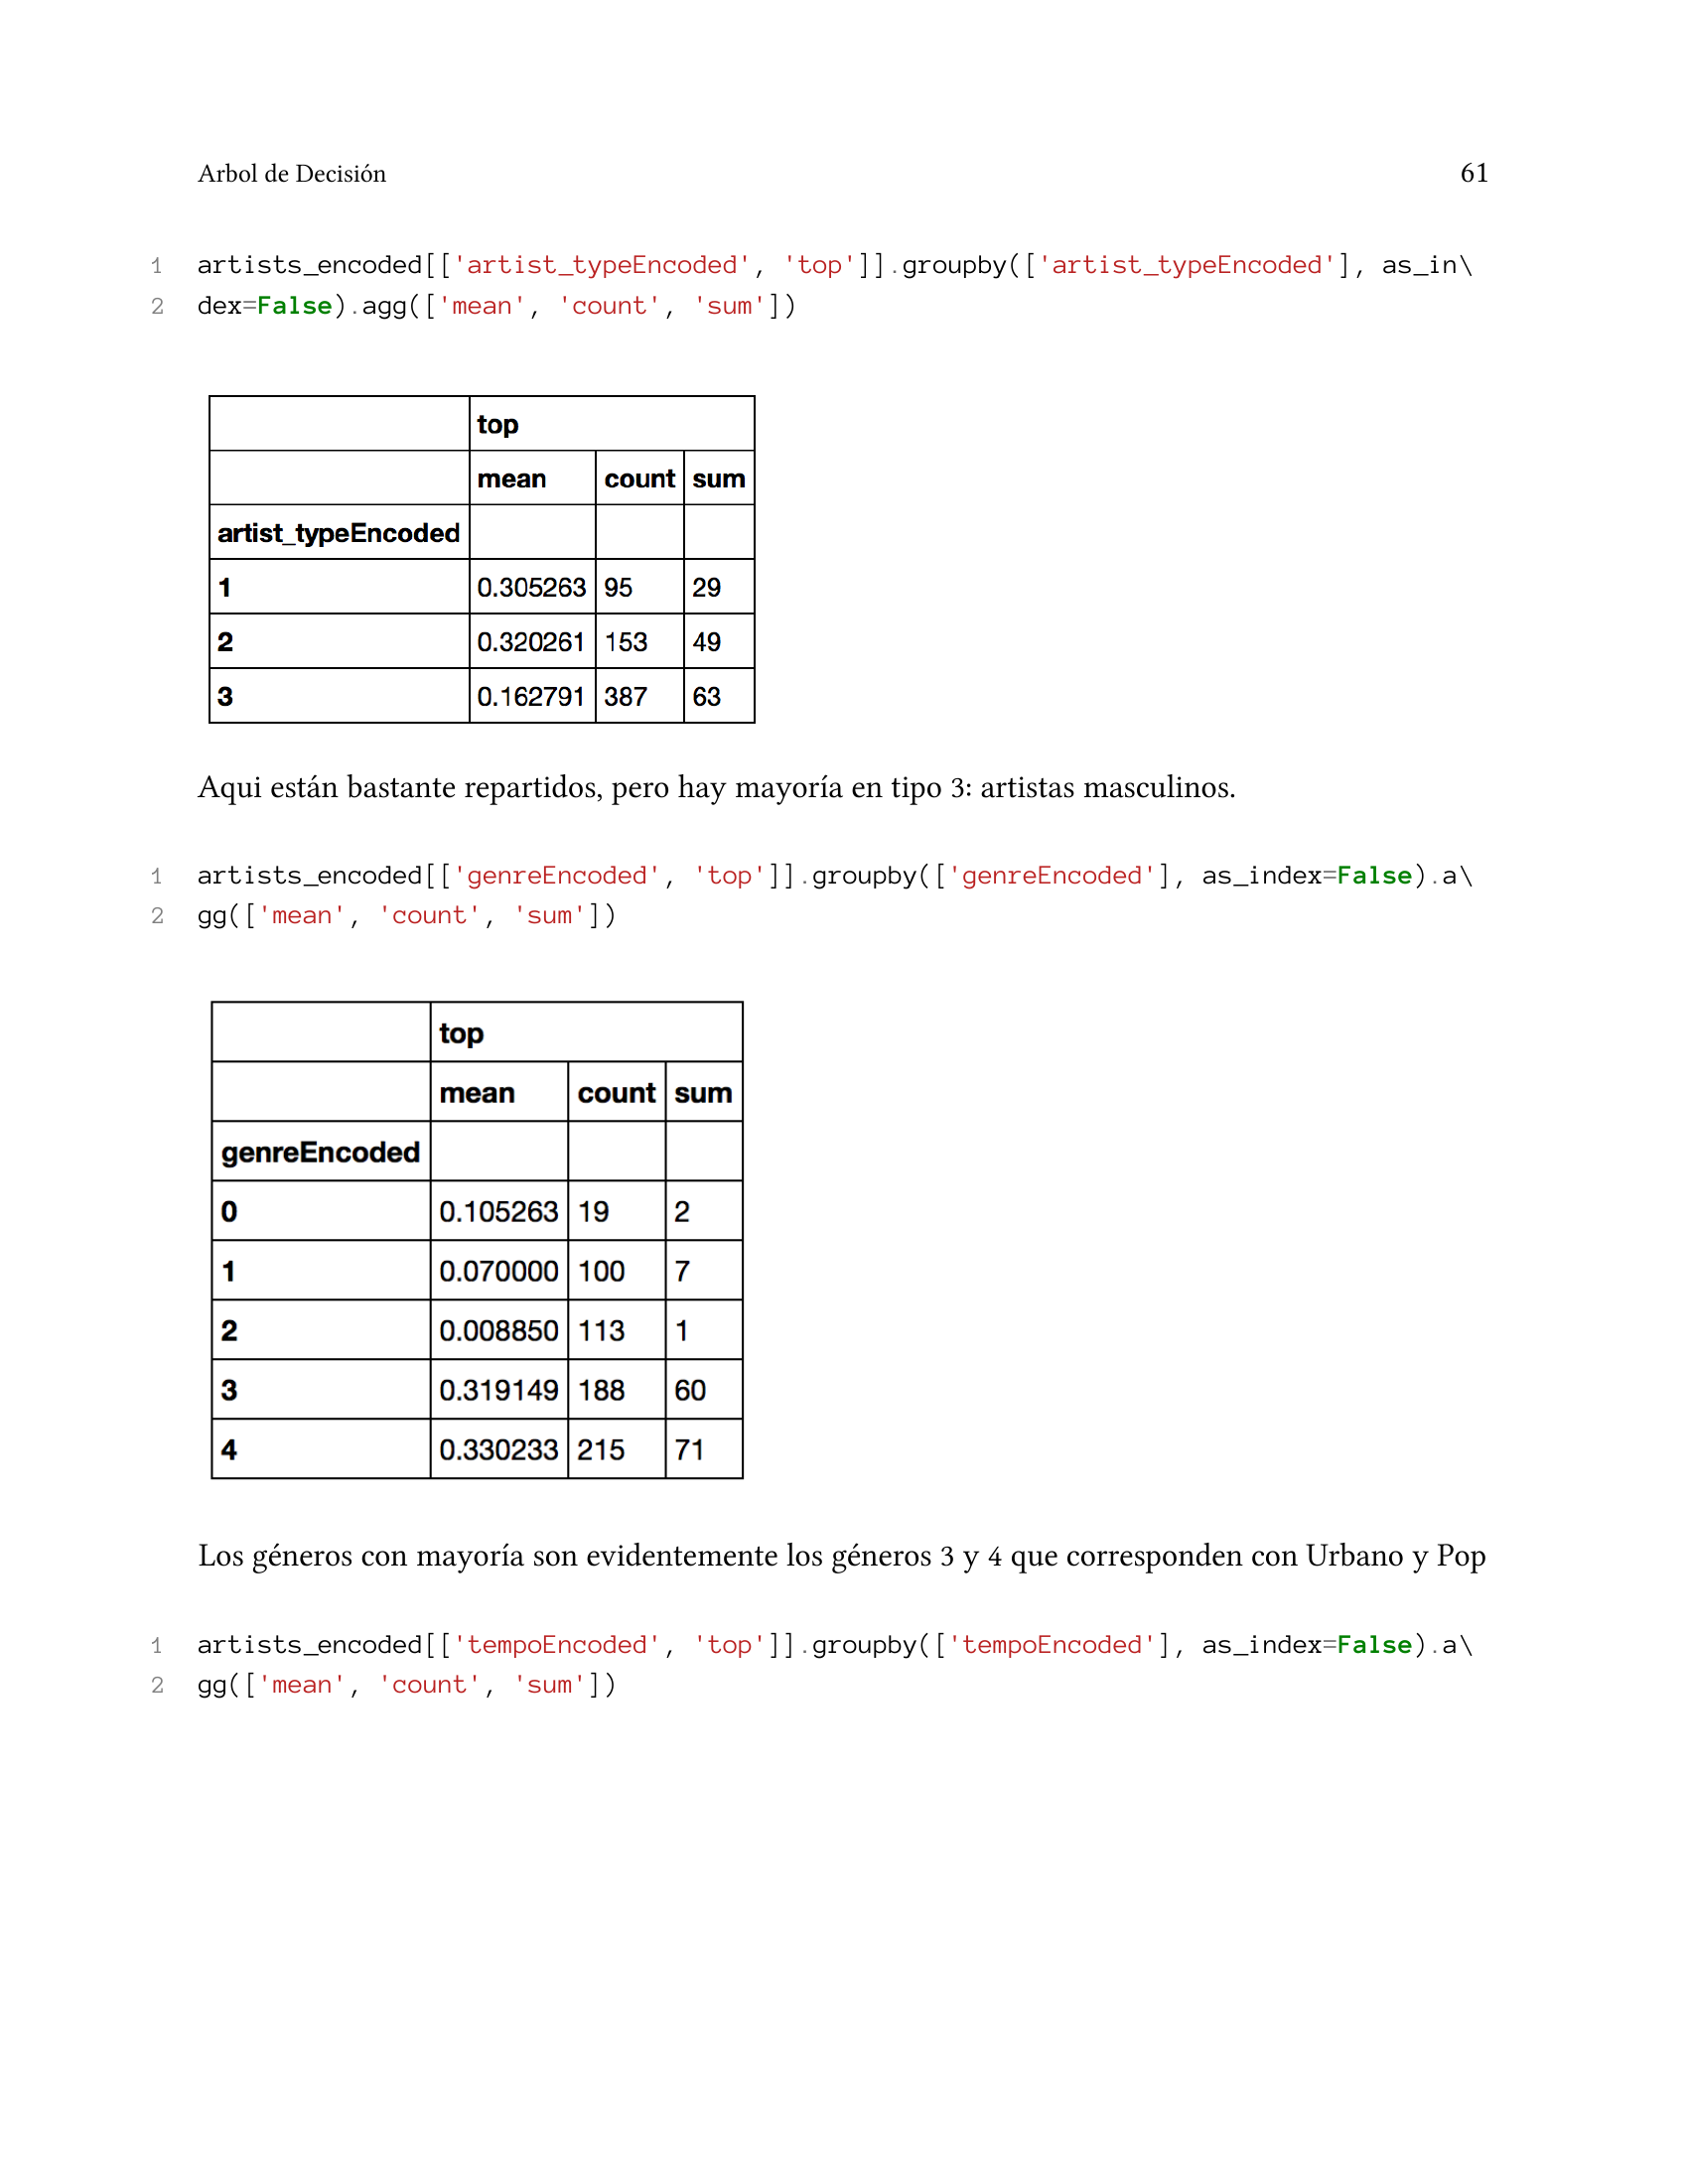 Arbol de Decisión 61
1 artists_encoded[['artist_typeEncoded', 'top']].groupby(['artist_typeEncoded'], as_in\
2 dex=False).agg(['mean', 'count', 'sum'])
top
mean count sum
artist_typeEncoded
1 0.305263 95 29
2 0.320261 153 49
3 0.162791 387 63
Aqui están bastante repartidos, pero hay mayoría en tipo 3: artistas masculinos.
1 artists_encoded[['genreEncoded', 'top']].groupby(['genreEncoded'], as_index=False).a\
2 gg(['mean', 'count', 'sum'])
top
mean count sum
genreEncoded
0 0.105263 19 2
1 0.070000 100 7
2 0.008850 113 1
3 0.319149 188 60
4 0.330233 215 71
Los géneros con mayoría son evidentemente los géneros 3 y 4 que corresponden con Urbano y Pop
1 artists_encoded[['tempoEncoded', 'top']].groupby(['tempoEncoded'], as_index=False).a\
2 gg(['mean', 'count', 'sum'])